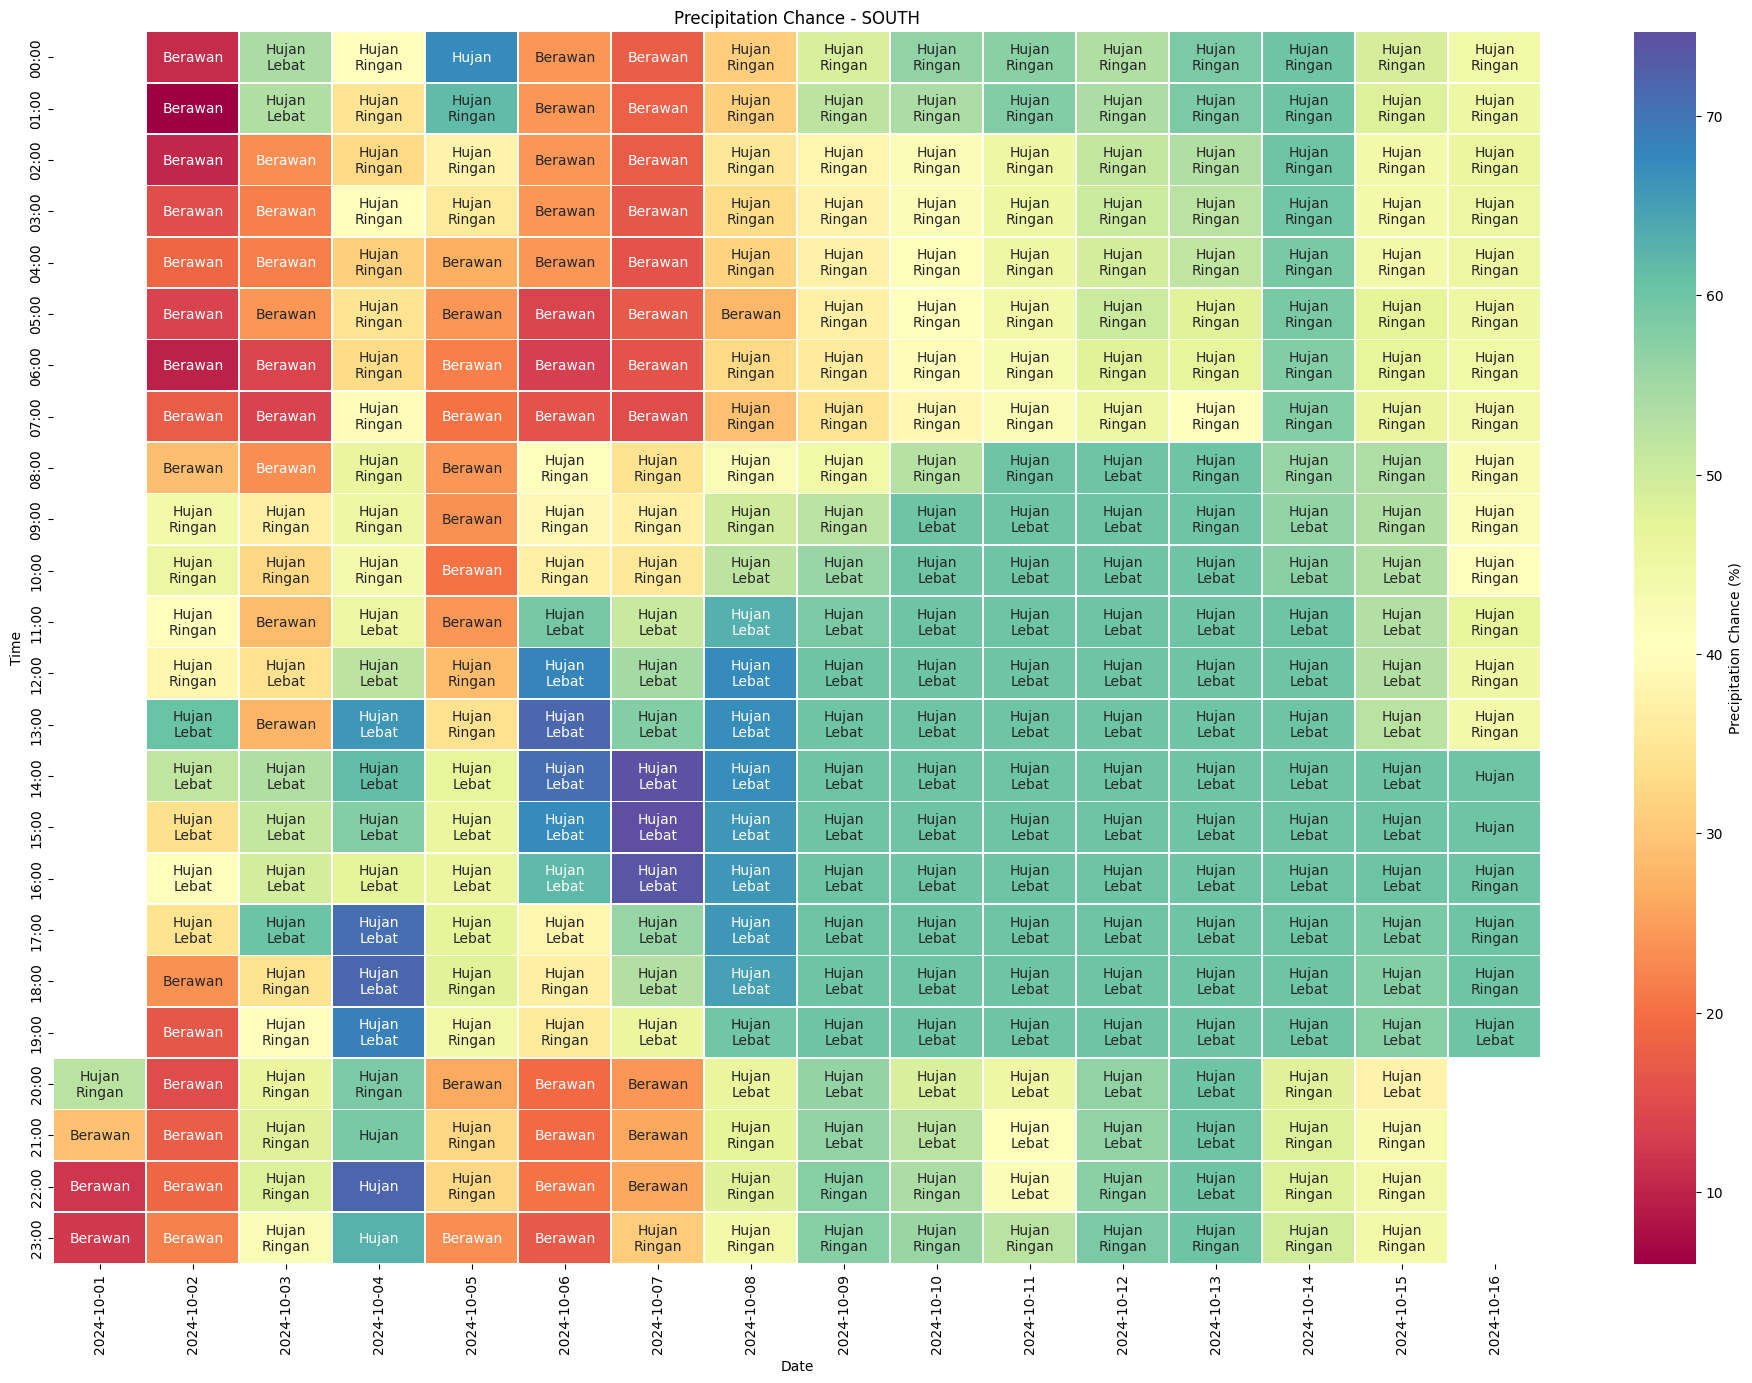 Precipitation Chance - SOUTH
Time
00:00 Berawan Hujan Lebat Hujan Ringan Hujan Berawan Berawan Hujan Ringan Hujan Ringan Hujan Ringan Hujan Ringan Hujan Ringan Hujan Ringan Hujan Ringan Hujan Ringan Hujan Ringan
01:00 Berawan Hujan Lebat Hujan Ringan Hujan Ringan Berawan Berawan Hujan Ringan Hujan Ringan Hujan Ringan Hujan Ringan Hujan Ringan Hujan Ringan Hujan Ringan Hujan Ringan Hujan Ringan
02:00 Berawan Berawan Hujan Ringan Hujan Ringan Berawan Berawan Hujan Ringan Hujan Ringan Hujan Ringan Hujan Ringan Hujan Ringan Hujan Ringan Hujan Ringan Hujan Ringan Hujan Ringan
03:00 Berawan Berawan Hujan Ringan Hujan Ringan Berawan Berawan Hujan Ringan Hujan Ringan Hujan Ringan Hujan Ringan Hujan Ringan Hujan Ringan Hujan Ringan Hujan Ringan Hujan Ringan
04:00 Berawan Berawan Hujan Ringan Berawan Berawan Berawan Hujan Ringan Hujan Ringan Hujan Ringan Hujan Ringan Hujan Ringan Hujan Ringan Hujan Ringan Hujan Ringan Hujan Ringan
05:00 Berawan Berawan Hujan Ringan Berawan Berawan Berawan Berawan Hujan Ringan Hujan Ringan Hujan Ringan Hujan Ringan Hujan Ringan Hujan Ringan Hujan Ringan Hujan Ringan
06:00 Berawan Berawan Hujan Ringan Berawan Berawan Berawan Hujan Ringan Hujan Ringan Hujan Ringan Hujan Ringan Hujan Ringan Hujan Ringan Hujan Ringan Hujan Ringan Hujan Ringan
07:00 Berawan Berawan Hujan Ringan Berawan Berawan Berawan Hujan Ringan Hujan Ringan Hujan Ringan Hujan Ringan Hujan Ringan Hujan Ringan Hujan Ringan Hujan Ringan Hujan Ringan
08:00 Berawan Berawan Hujan Ringan Berawan Hujan Ringan Hujan Ringan Hujan Ringan Hujan Ringan Hujan Ringan Hujan Ringan Hujan Lebat Hujan Ringan Hujan Ringan Hujan Ringan Hujan Ringan
09:00 Hujan Ringan Hujan Ringan Hujan Ringan Berawan Hujan Ringan Hujan Ringan Hujan Ringan Hujan Ringan Hujan Lebat Hujan Lebat Hujan Lebat Hujan Ringan Hujan Lebat Hujan Ringan Hujan Ringan
10:00 Hujan Ringan Hujan Ringan Hujan Ringan Berawan Hujan Ringan Hujan Ringan Hujan Lebat Hujan Lebat Hujan Lebat Hujan Lebat Hujan Lebat Hujan Lebat Hujan Lebat Hujan Lebat Hujan Ringan
11:00 Hujan Ringan Berawan Hujan Lebat Berawan Hujan Lebat Hujan Lebat Hujan Lebat Hujan Lebat Hujan Lebat Hujan Lebat Hujan Lebat Hujan Lebat Hujan Lebat Hujan Lebat Hujan Ringan
12:00 Hujan Ringan Hujan Lebat Hujan Lebat Hujan Ringan Hujan Lebat Hujan Lebat Hujan Lebat Hujan Lebat Hujan Lebat Hujan Lebat Hujan Lebat Hujan Lebat Hujan Lebat Hujan Lebat Hujan Ringan
13:00 Hujan Lebat Berawan Hujan Lebat Hujan Ringan Hujan Lebat Hujan Lebat Hujan Lebat Hujan Lebat Hujan Lebat Hujan Lebat Hujan Lebat Hujan Lebat Hujan Lebat Hujan Lebat Hujan Ringan
14:00 Hujan Lebat Hujan Lebat Hujan Lebat Hujan Lebat Hujan Lebat Hujan Lebat Hujan Lebat Hujan Lebat Hujan Lebat Hujan Lebat Hujan Lebat Hujan Lebat Hujan Lebat Hujan Lebat Hujan
15:00 Hujan Lebat Hujan Lebat Hujan Lebat Hujan Lebat Hujan Lebat Hujan Lebat Hujan Lebat Hujan Lebat Hujan Lebat Hujan Lebat Hujan Lebat Hujan Lebat Hujan Lebat Hujan Lebat Hujan
16:00 Hujan Lebat Hujan Lebat Hujan Lebat Hujan Lebat Hujan Lebat Hujan Lebat Hujan Lebat Hujan Lebat Hujan Lebat Hujan Lebat Hujan Lebat Hujan Lebat Hujan Lebat Hujan Lebat Hujan Ringan
17:00 Hujan Lebat Hujan Lebat Hujan Lebat Hujan Lebat Hujan Lebat Hujan Lebat Hujan Lebat Hujan Lebat Hujan Lebat Hujan Lebat Hujan Lebat Hujan Lebat Hujan Lebat Hujan Lebat Hujan Ringan
18:00 Berawan Hujan Ringan Hujan Lebat Hujan Ringan Hujan Ringan Hujan Lebat Hujan Lebat Hujan Lebat Hujan Lebat Hujan Lebat Hujan Lebat Hujan Lebat Hujan Lebat Hujan Lebat Hujan Ringan
19:00 Berawan Hujan Ringan Hujan Lebat Hujan Ringan Hujan Ringan Hujan Lebat Hujan Lebat Hujan Lebat Hujan Lebat Hujan Lebat Hujan Lebat Hujan Lebat Hujan Lebat Hujan Lebat Hujan Lebat
20:00 Hujan Ringan Berawan Hujan Ringan Hujan Ringan Berawan Berawan Berawan Hujan Lebat Hujan Lebat Hujan Lebat Hujan Lebat Hujan Lebat Hujan Lebat Hujan Ringan Hujan Lebat
21:00 Berawan Berawan Hujan Ringan Hujan Hujan Ringan Berawan Berawan Hujan Ringan Hujan Lebat Hujan Lebat Hujan Lebat Hujan Lebat Hujan Lebat Hujan Ringan Hujan Ringan
22:00 Berawan Berawan Hujan Ringan Hujan Hujan Ringan Berawan Berawan Hujan Ringan Hujan Ringan Hujan Ringan Hujan Lebat Hujan Ringan Hujan Lebat Hujan Ringan Hujan Ringan
23:00 Berawan Berawan Hujan Ringan Hujan Berawan Berawan Hujan Ringan Hujan Ringan Hujan Ringan Hujan Ringan Hujan Ringan Hujan Ringan Hujan Ringan Hujan Ringan Hujan Ringan
2024-10-01 2024-10-02 2024-10-03 2024-10-04 2024-10-05 2024-10-06 2024-10-07 2024-10-08 2024-10-09 2024-10-10 2024-10-11 2024-10-12 2024-10-13 2024-10-14 2024-10-15 2024-10-16
Date
70
60
50
40
30
20
10
Precipitation Chance (%)